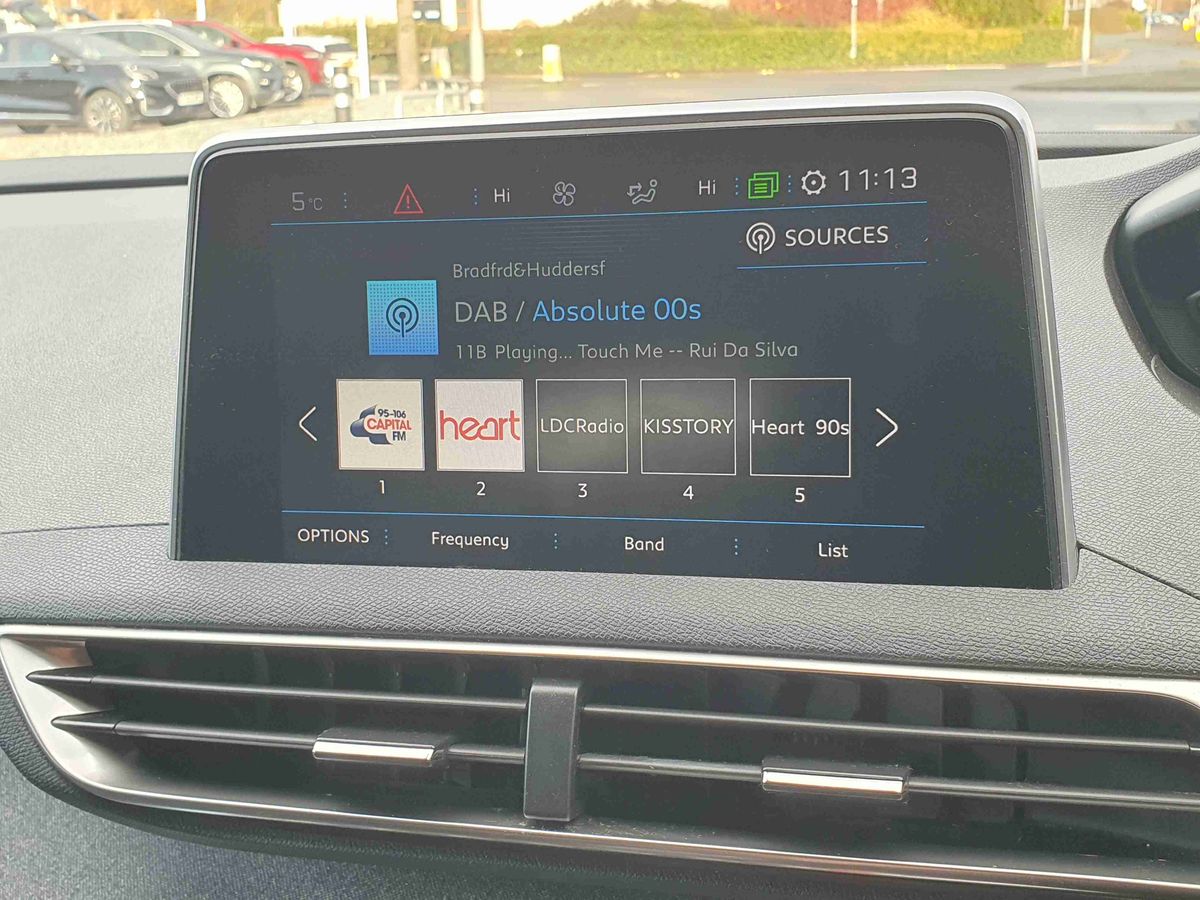 5°C Hi Hi 11:13
SOURCES
Bradfrd&Huddersf
DAB / Absolute 00s
11B Playing... Touch Me -- Rui Da Silva
95-106
CAPITAL
FM
heart
LDCRadio
KISSTORY
Heart 90s
1 2 3 4 5
OPTIONS Frequency Band List